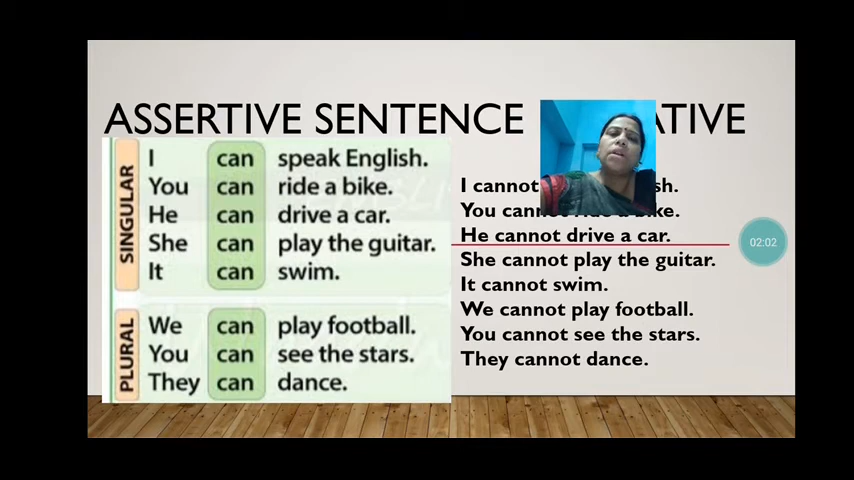 ASSERTIVE SENTENCE
SINGULAR
I can speak English.
You can ride a bike.
He can drive a car.
She can play the guitar.
It can swim.
PLURAL
We can play football.
You can see the stars.
They can dance.
I cannot
You cannot ride a bike.
He cannot drive a car.
She cannot play the guitar.
It cannot swim.
We cannot play football.
You cannot see the stars.
They cannot dance.
02:02